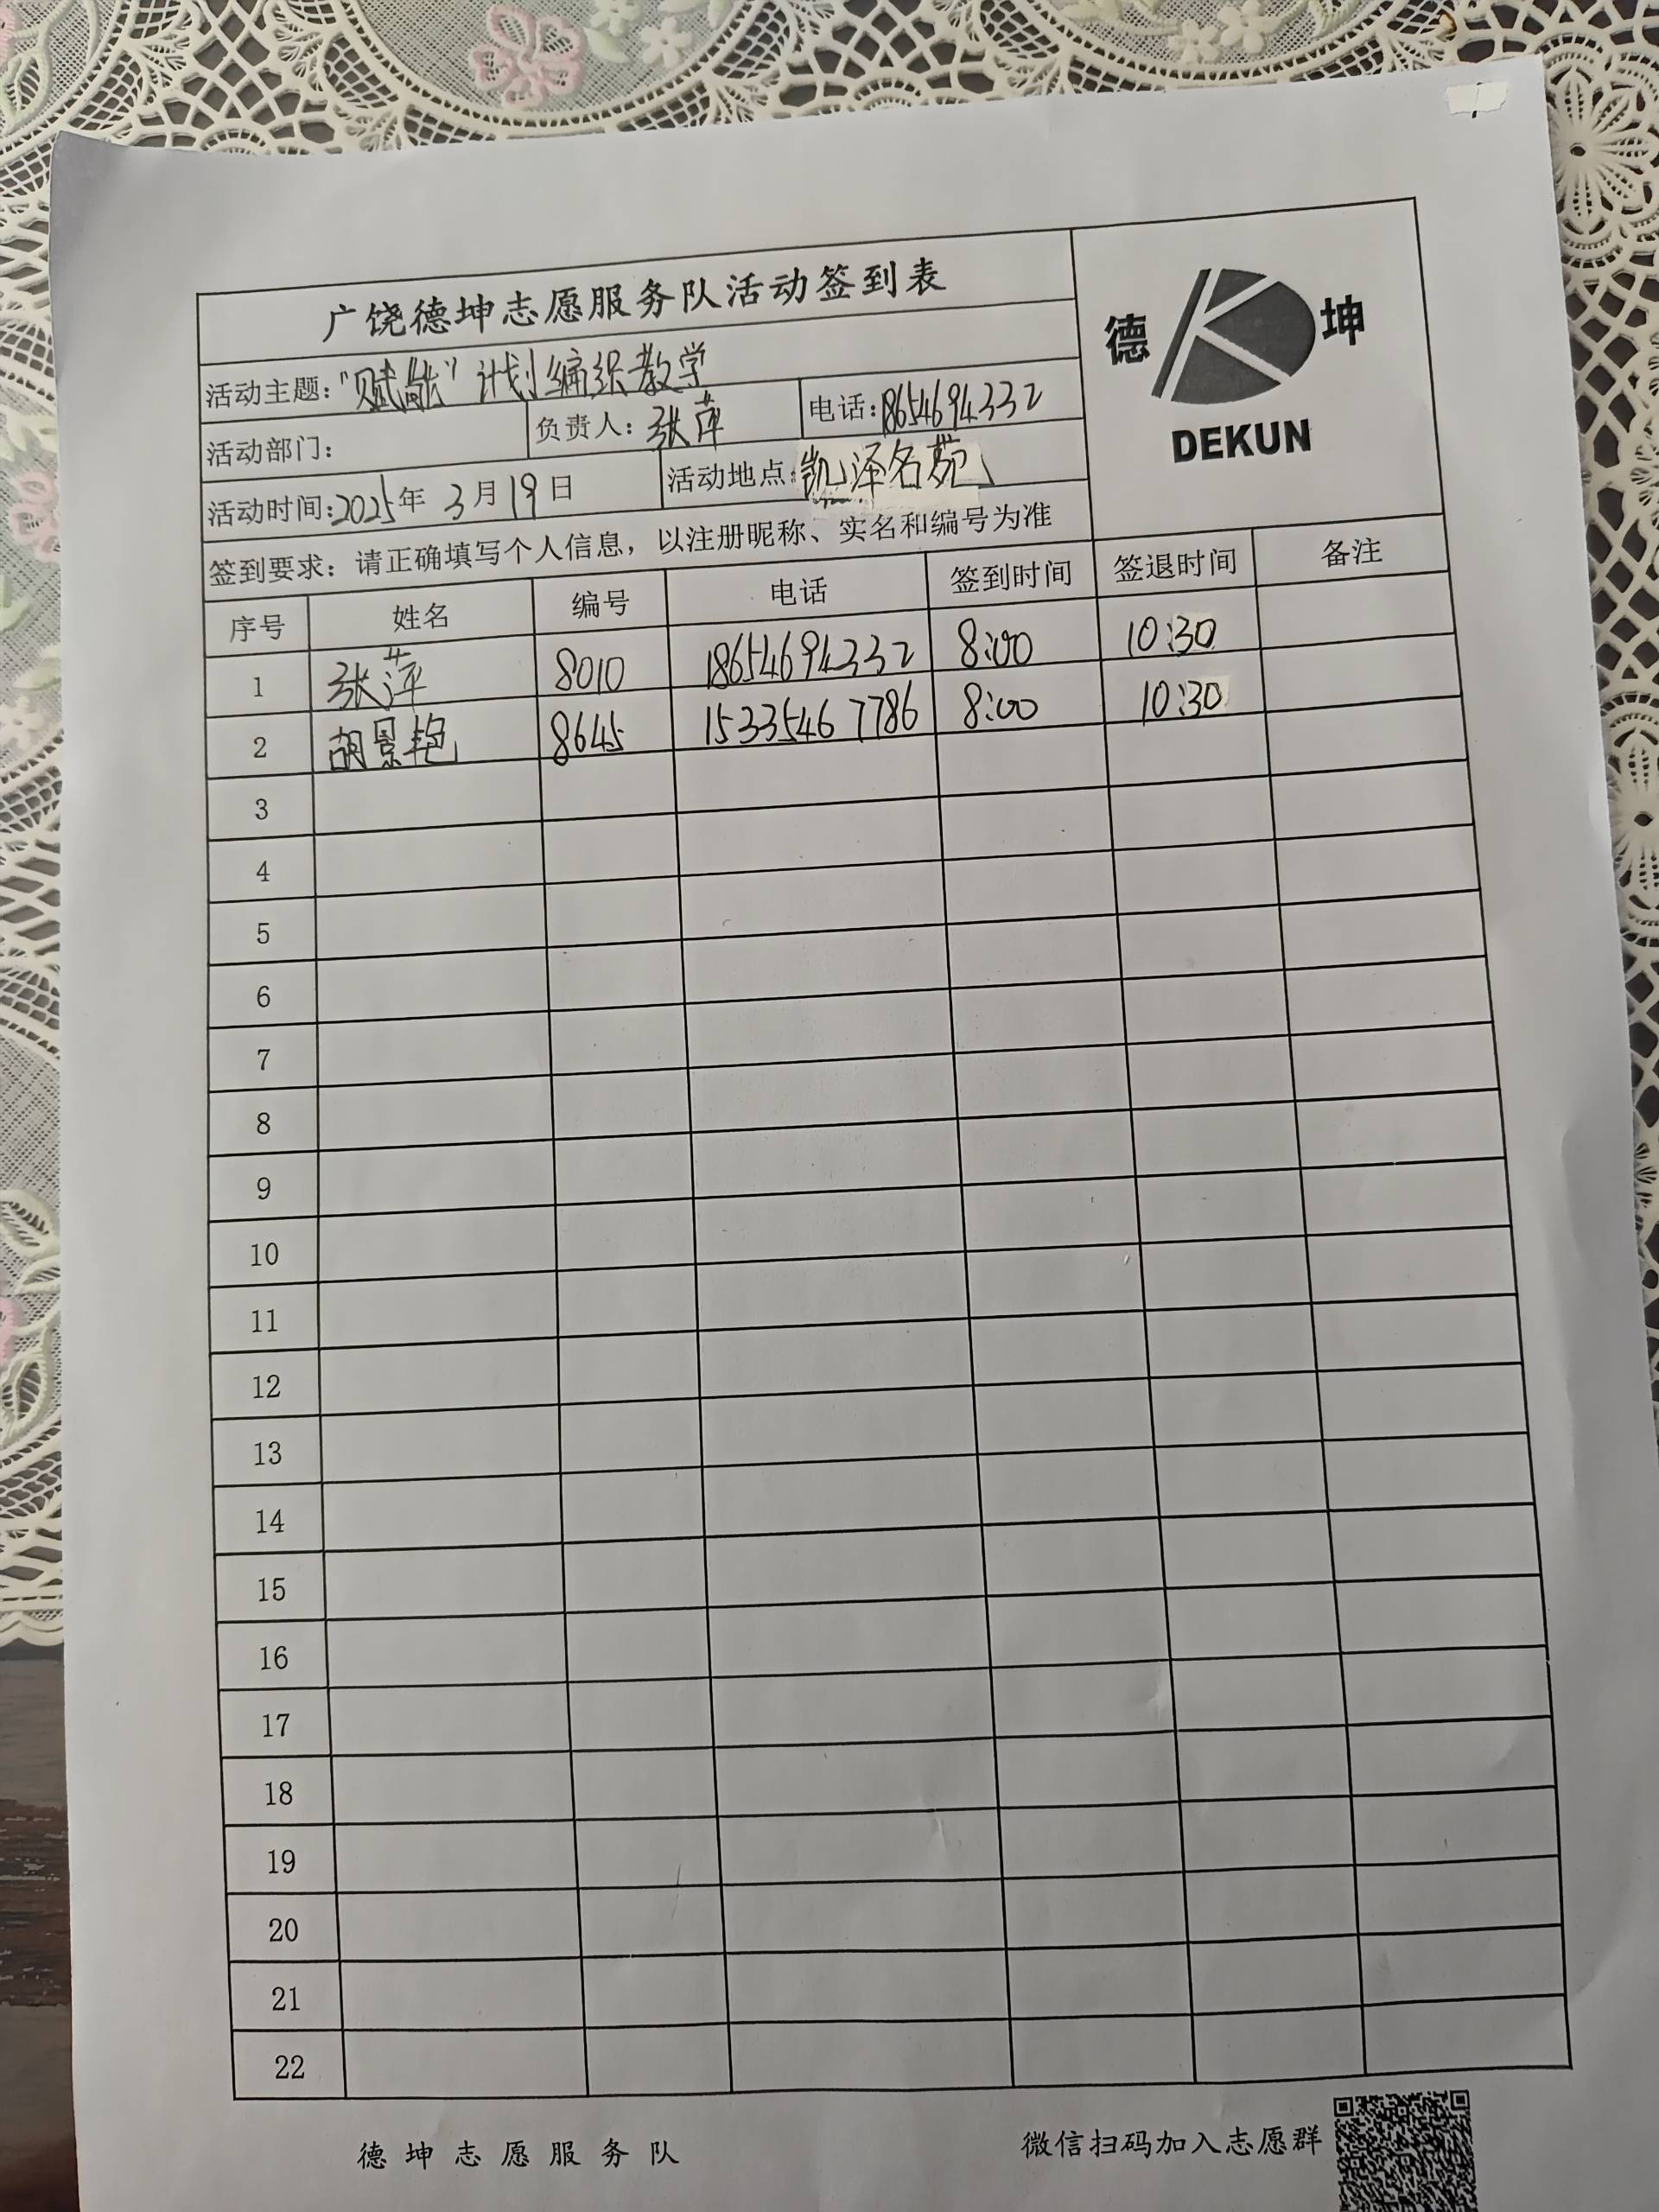 广饶德坤志愿服务队活动签到表
德 坤
DEKUN
活动主题:"赋能"计划编织教学
活动部门: 负责人:张萍 电话:18654694332
活动时间:2025年 3月19日 活动地点:凯泽名苑
签到要求:请正确填写个人信息,以注册昵称、实名和编号为准
序号 姓名 编号 电话 签到时间 签退时间 备注
1 张萍 8010 18654694332 8:00 10:30
2 胡景艳 8645 15335467786 8:00 10:30
3
4
5
6
7
8
9
10
11
12
13
14
15
16
17
18
19
20
21
22
德坤志愿服务队 微信扫码加入志愿群